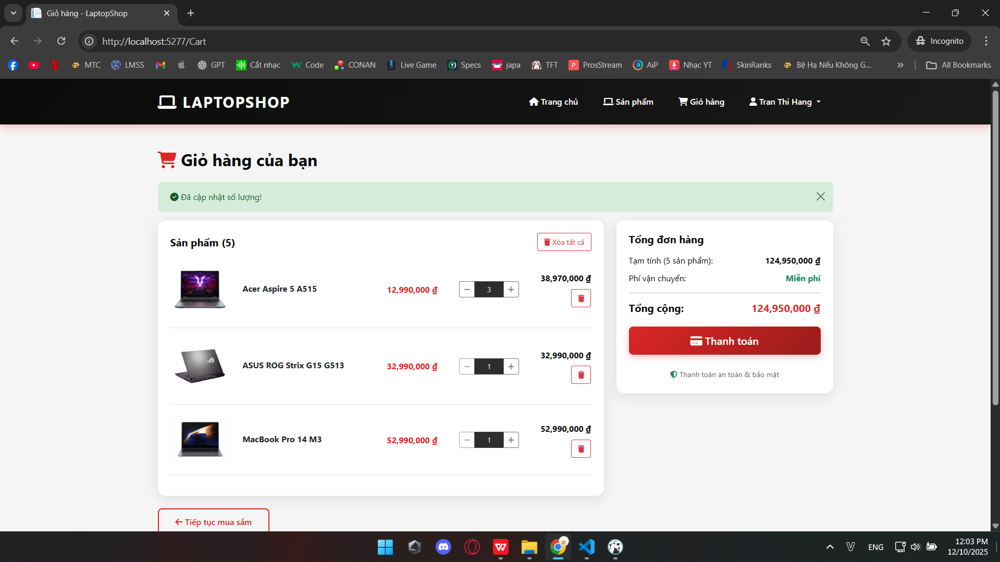 Giỏ hàng - LaptopShop
http://localhost:5277/Cart
Incognito
MTC
LMSS
GPT
Cắt nhạc
Code
CONAN
Live Game
Specs
japa
TFT
ProsStream
AiP
Nhạc YT
SkinRanks
Bệ Hạ Nếu Không G...
All Bookmarks
LAPTOPSHOP
Trang chủ
Sản phẩm
Giỏ hàng
Tran Thi Hang
Giỏ hàng của bạn
Đã cập nhật số lượng!
Sản phẩm (5)
Xóa tất cả
Acer Aspire 5 A515
12,990,000 ₫
3
38,970,000 ₫
ASUS ROG Strix G15 G513
32,990,000 ₫
1
32,990,000 ₫
MacBook Pro 14 M3
52,990,000 ₫
1
52,990,000 ₫
Tổng đơn hàng
Tạm tính (5 sản phẩm):
124,950,000 ₫
Phí vận chuyển:
Miễn phí
Tổng cộng:
124,950,000 ₫
Thanh toán
Thanh toán an toàn & bảo mật
Tiếp tục mua sắm
ENG
12:03 PM
12/10/2025